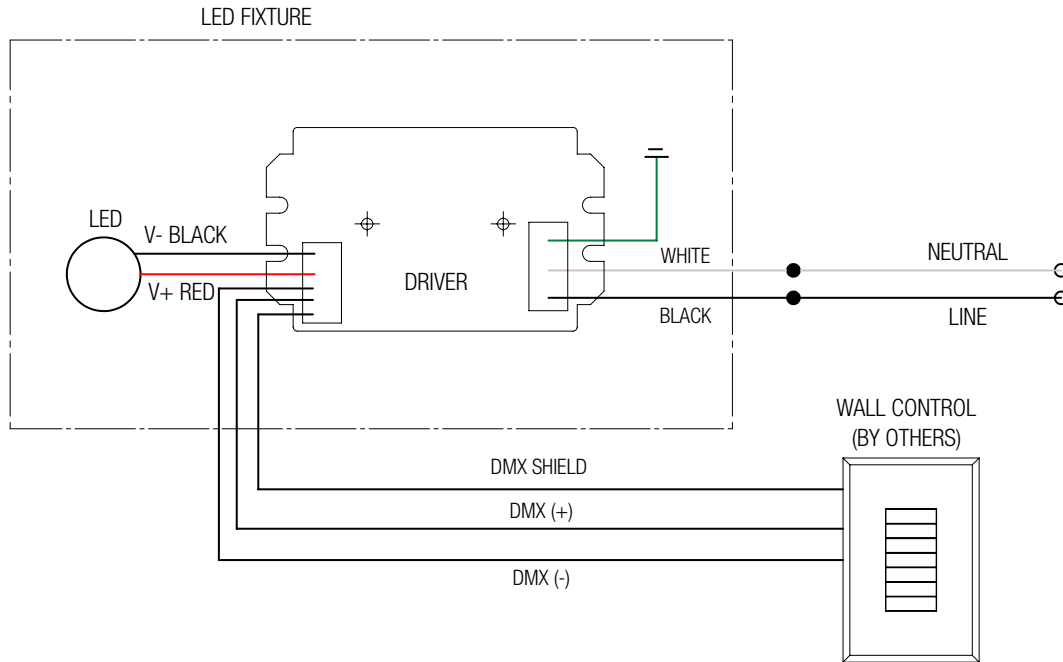 LED FIXTURE
LED
V- BLACK
V+ RED
DRIVER
WHITE
BLACK
NEUTRAL
LINE
WALL CONTROL
(BY OTHERS)
DMX SHIELD
DMX (+)
DMX (-)